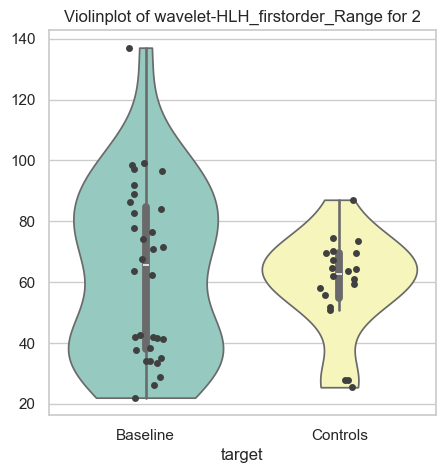 Violinplot of wavelet-HLH_firstorder_Range for 2
140
120
100
80
60
40
20
Baseline
Controls
target